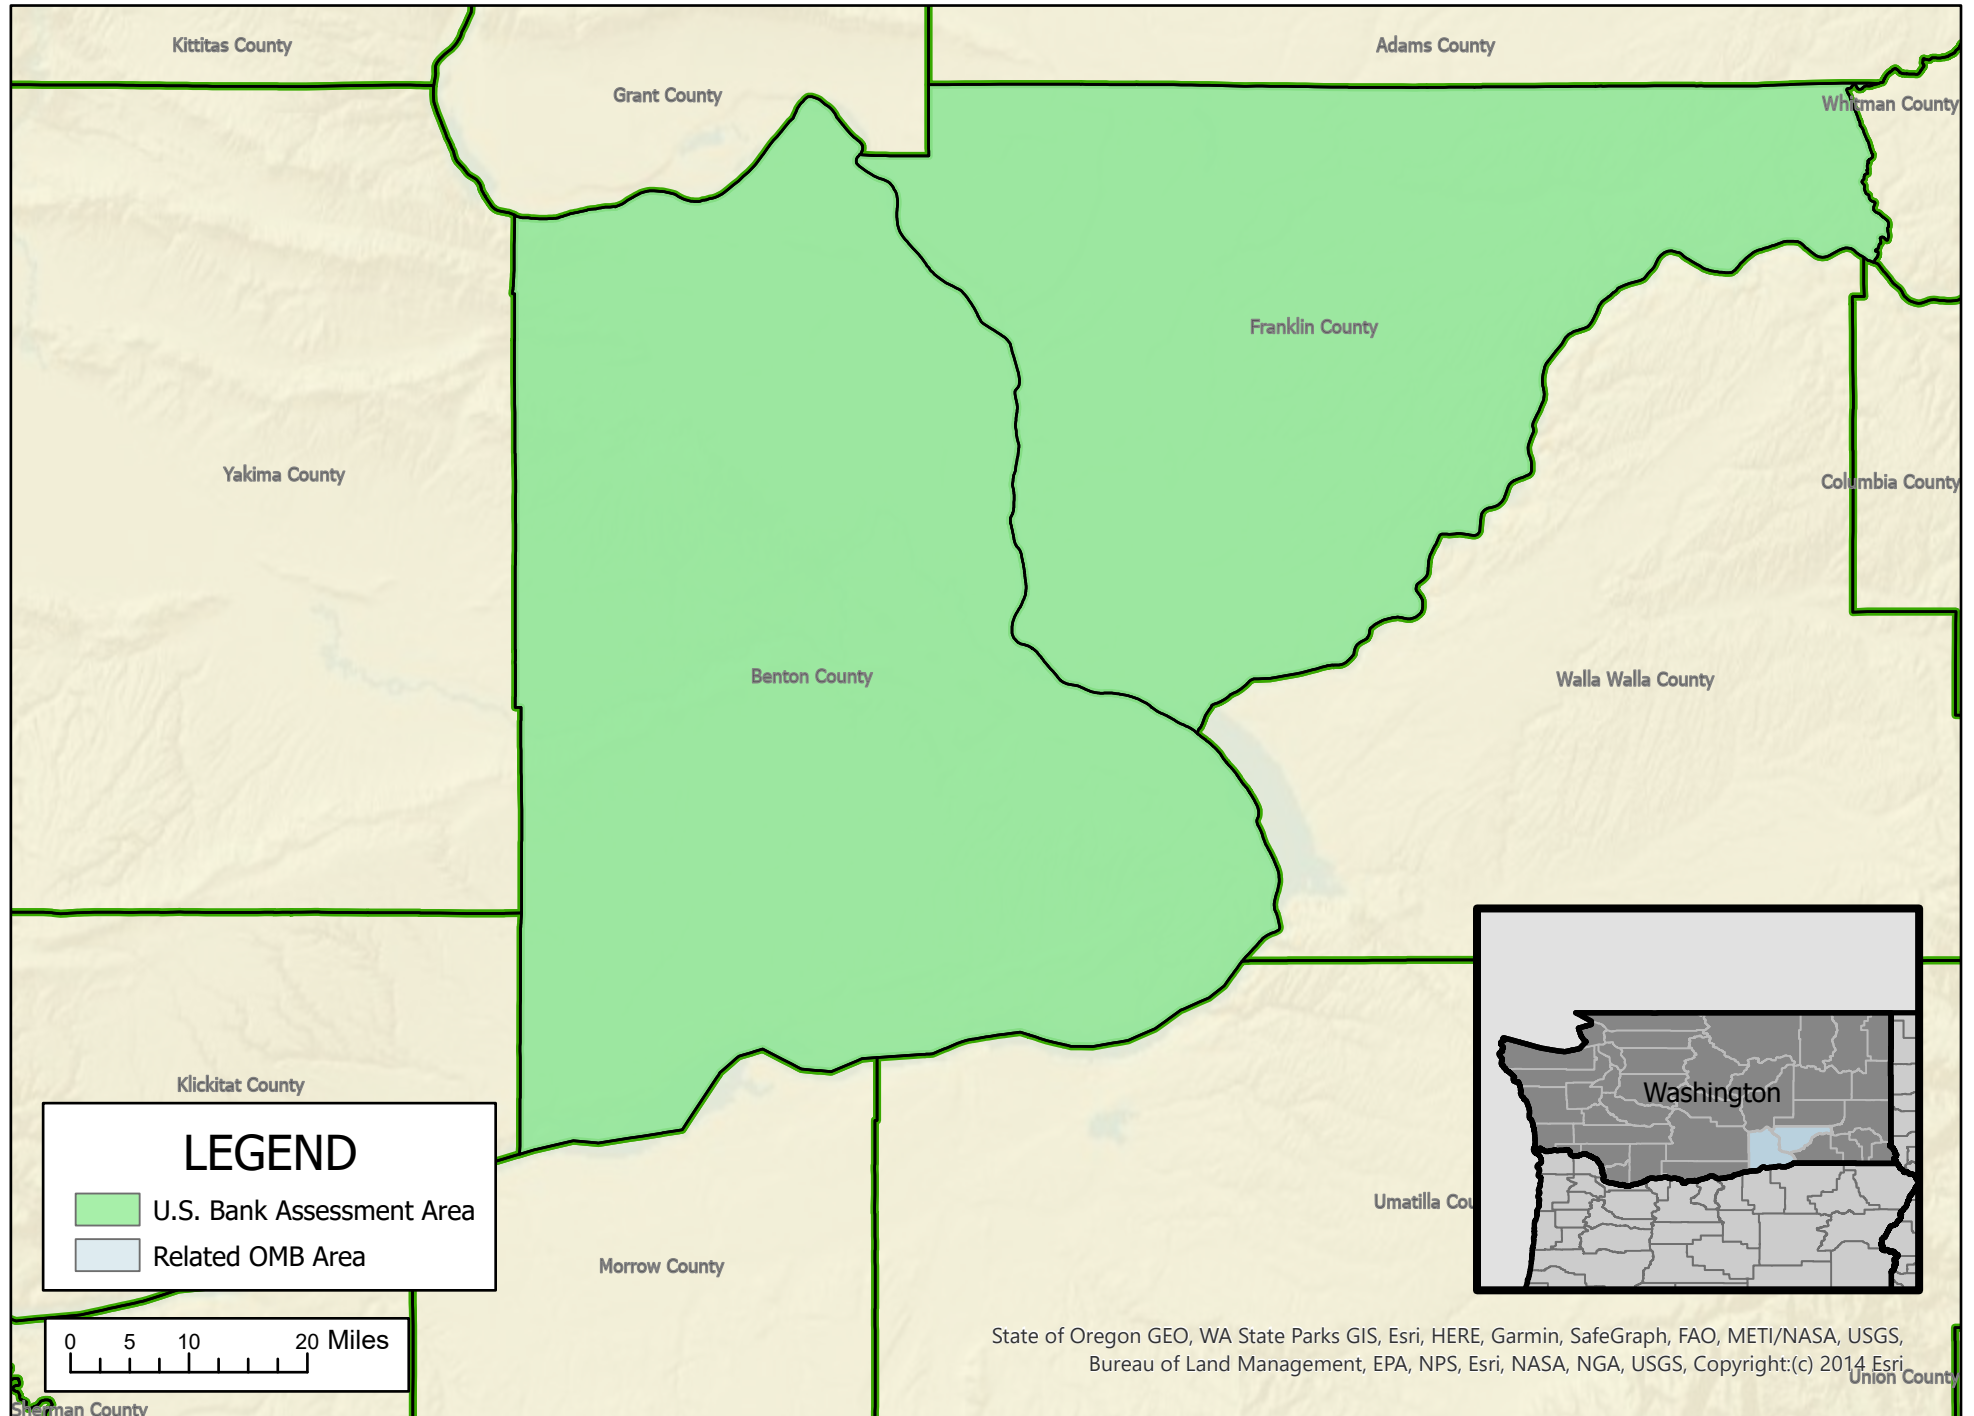 Kittitas County
Adams County
Grant County
Whitman County
Franklin County
Yakima County
Columbia County
Benton County
Walla Walla County
Klickitat County
LEGEND
U.S. Bank Assessment Area
Related OMB Area
Washington
Umatilla Cou
Morrow County
0 5 10 20 Miles
State of Oregon GEO, WA State Parks GIS, Esri, HERE, Garmin, SafeGraph, FAO, METI/NASA, USGS,
Bureau of Land Management, EPA, NPS, Esri, NASA, NGA, USGS, Copyright:(c) 2014 Esri
Union County
Sherman County